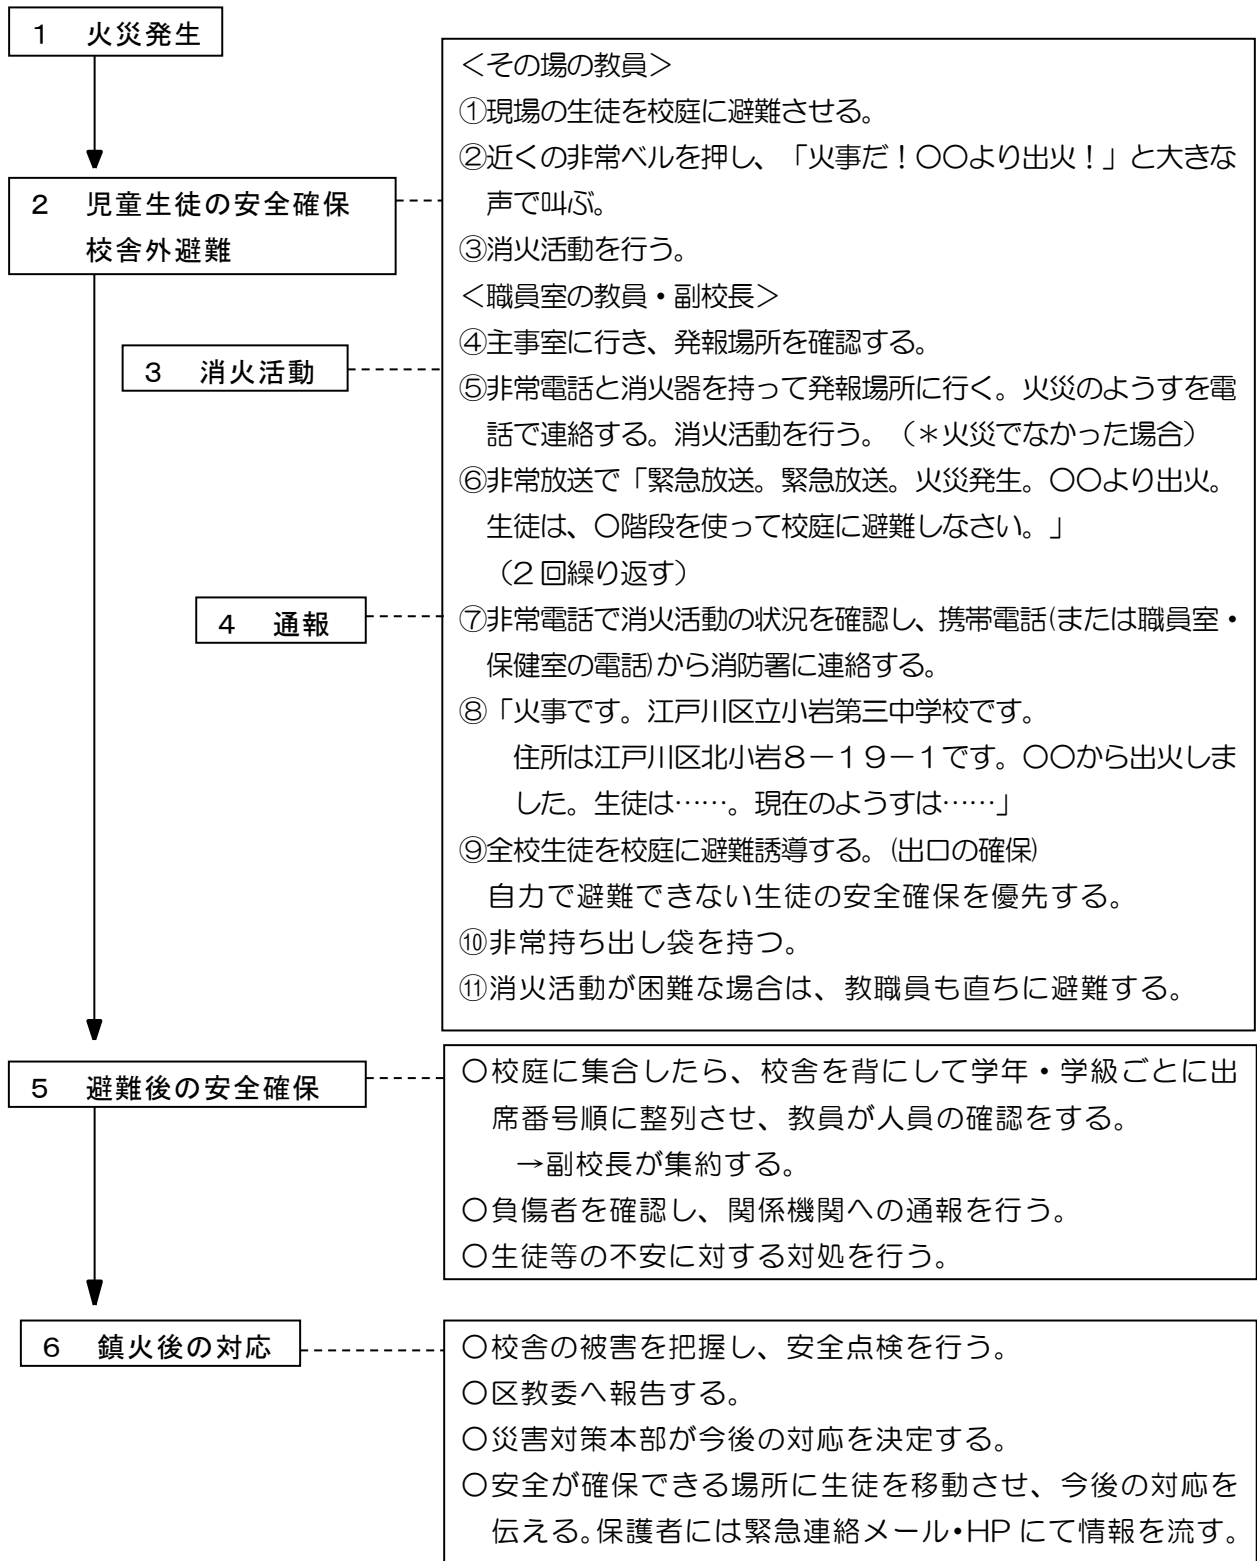 1 火災発生
2 児童生徒の安全確保
校舎外避難
3 消火活動
4 通報
<その場の教員>
①現場の生徒を校庭に避難させる。
②近くの非常ベルを押し、「火事だ!〇〇より出火!」と大きな
声で叫ぶ。
③消火活動を行う。
<職員室の教員・副校長>
④主事室に行き、発報場所を確認する。
⑤非常電話と消火器を持って発報場所に行く。火災のようすを電
話で連絡する。消火活動を行う。(*火災でなかった場合)
⑥非常放送で「緊急放送。緊急放送。火災発生。〇〇より出火。
生徒は、〇階段を使って校庭に避難しなさい。」
(2回繰り返す)
⑦非常電話で消火活動の状況を確認し、携帯電話(または職員室・
保健室の電話)から消防署に連絡する。
⑧「火事です。江戸川区立小岩第三中学校です。
住所は江戸川区北小岩8-19-1です。〇〇から出火しま
した。生徒は……。現在のようすは……」
⑨全校生徒を校庭に避難誘導する。(出口の確保)
自力で避難できない生徒の安全確保を優先する。
⑩非常持ち出し袋を持つ。
⑪消火活動が困難な場合は、教職員も直ちに避難する。
5 避難後の安全確保
〇校庭に集合したら、校舎を背にして学年・学級ごとに出
席番号順に整列させ、教員が人員の確認をする。
→副校長が集約する。
〇負傷者を確認し、関係機関への通報を行う。
〇生徒等の不安に対する対処を行う。
6 鎮火後の対応
〇校舎の被害を把握し、安全点検を行う。
〇区教委へ報告する。
〇災害対策本部が今後の対応を決定する。
〇安全が確保できる場所に生徒を移動させ、今後の対応を
伝える。保護者には緊急連絡メール・HPにて情報を流す。